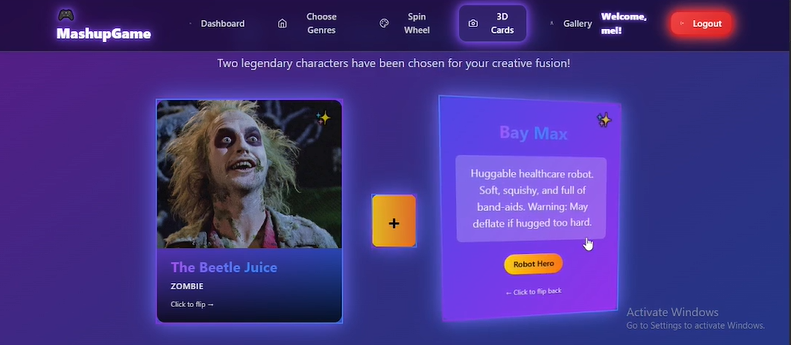 MashupGame
Dashboard
Choose
Genres
Spin
Wheel
3D
Cards
Gallery
Welcome,
mel!
Logout
Two legendary characters have been chosen for your creative fusion!
The Beetle Juice
ZOMBIE
Click to flip →
+
Bay Max
Huggable healthcare robot.
Soft, squishy, and full of
band-aids. Warning: May
deflate if hugged too hard.
Robot Hero
← Click to flip back
Activate Windows
Go to Settings to activate Windows.